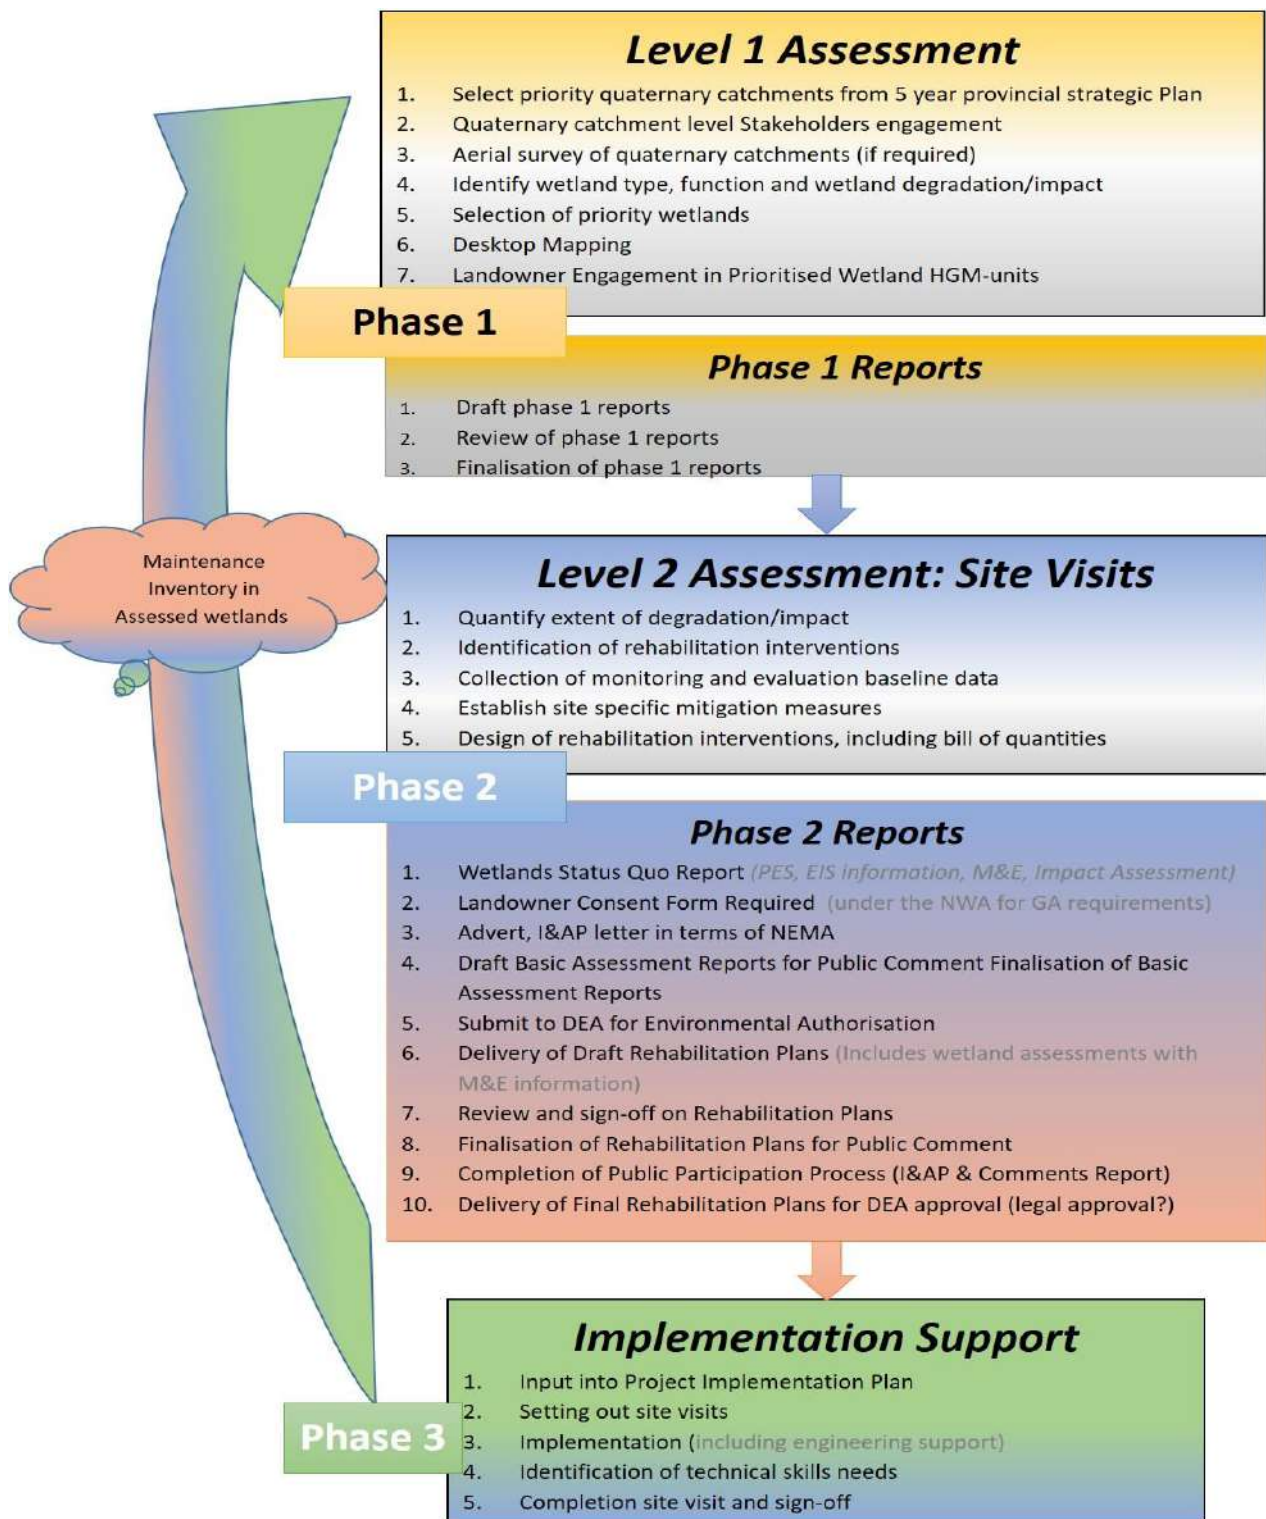 Level 1 Assessment
1. Select priority quaternary catchments from 5 year provincial strategic Plan
2. Quaternary catchment level Stakeholders engagement
3. Aerial survey of quaternary catchments (if required)
4. Identify wetland type, function and wetland degradation/impact
5. Selection of priority wetlands
6. Desktop Mapping
7. Landowner Engagement in Prioritised Wetland HGM-units
Phase 1
Phase 1 Reports
1. Draft phase 1 reports
2. Review of phase 1 reports
3. Finalisation of phase 1 reports
Maintenance
Inventory in
Assessed wetlands
Level 2 Assessment: Site Visits
1. Quantify extent of degradation/impact
2. Identification of rehabilitation interventions
3. Collection of monitoring and evaluation baseline data
4. Establish site specific mitigation measures
5. Design of rehabilitation interventions, including bill of quantities
Phase 2
Phase 2 Reports
1. Wetlands Status Quo Report (PES, EIS information, M&E, Impact Assessment)
2. Landowner Consent Form Required (under the NWA for GA requirements)
3. Advert, I&AP letter in terms of NEMA
4. Draft Basic Assessment Reports for Public Comment Finalisation of Basic
Assessment Reports
5. Submit to DEA for Environmental Authorisation
6. Delivery of Draft Rehabilitation Plans (Includes wetland assessments with
M&E information)
7. Review and sign-off on Rehabilitation Plans
8. Finalisation of Rehabilitation Plans for Public Comment
9. Completion of Public Participation Process (I&AP & Comments Report)
10. Delivery of Final Rehabilitation Plans for DEA approval (legal approval?)
Implementation Support
1. Input into Project Implementation Plan
2. Setting out site visits
Phase 3
3. Implementation (including engineering support)
4. Identification of technical skills needs
5. Completion site visit and sign-off